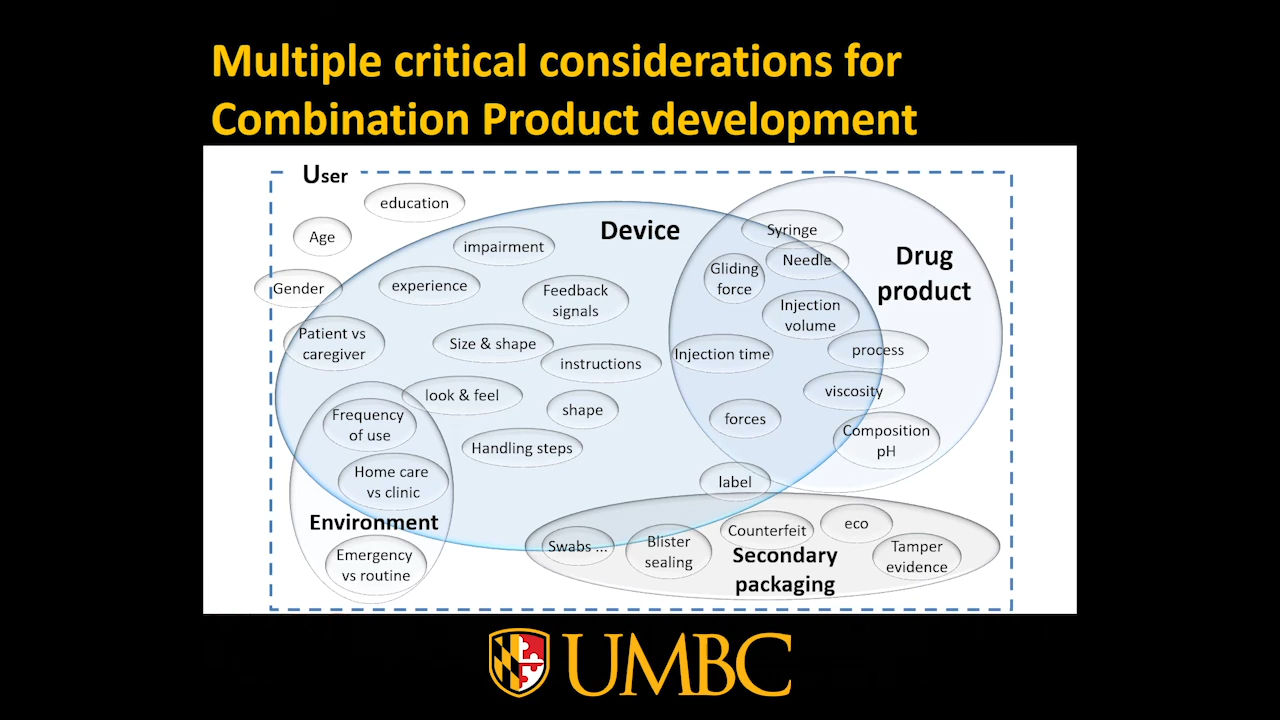 Multiple critical considerations for
Combination Product development
User
education
Age
Gender
Patient vs
caregiver
impairment
experience
Device
Feedback
signals
Size & shape
instructions
look & feel
shape
Handling steps
Frequency
of use
Home care
vs clinic
Environment
Emergency
vs routine
Syringe
Needle
Gliding
force
Injection
volume
Injection time
Drug
product
process
viscosity
forces
Composition
pH
label
Swabs ...
Blister
sealing
Counterfeit
eco
Tamper
evidence
Secondary
packaging
UMBC